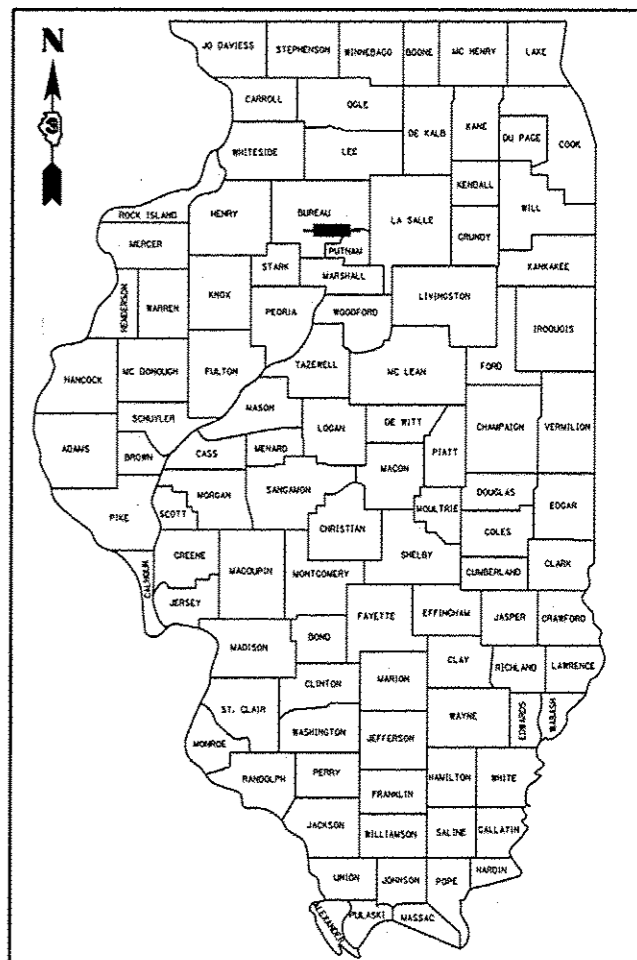 N
JO DAVIESS
STEPHENSON
WINNEBAGO
BOONE
MC HENRY
LAKE
CARROLL
OGLE
DE KALB
KANE
DU PAGE
COOK
WHITESIDE
LEE
KENDALL
WILL
ROCK ISLAND
HENRY
BUREAU
LA SALLE
GRUNDY
MERCER
PUTNAM
STARK
MARSHALL
KANKAKEE
HENDERSON
WARREN
KNOX
PEORIA
WOODFORD
LIVINGSTON
IROQUOIS
HANCOCK
MC DONOUGH
FULTON
TAZEWELL
MC LEAN
FORD
SCHUYLER
MASON
LOGAN
DE WITT
PIATT
CHAMPAIGN
VERMILION
ADAMS
BROWN
CASS
MENARD
MACON
PIKE
SCOTT
MORGAN
SANGAMON
CHRISTIAN
MOULTRIE
DOUGLAS
COLES
EDGAR
CALHOUN
GREENE
MACOUPIN
MONTGOMERY
SHELBY
CUMBERLAND
CLARK
JERSEY
FAYETTE
EFFINGHAM
JASPER
CRAWFORD
MADISON
BOND
CLINTON
MARION
CLAY
RICHLAND
LAWRENCE
ST. CLAIR
WASHINGTON
JEFFERSON
WAYNE
EDWARDS
WABASH
MONROE
RANDOLPH
PERRY
FRANKLIN
HAMILTON
WHITE
JACKSON
WILLIAMSON
SALINE
GALLATIN
UNION
JOHNSON
POPE
HARDIN
ALEXANDER
PULASKI
MASSAC